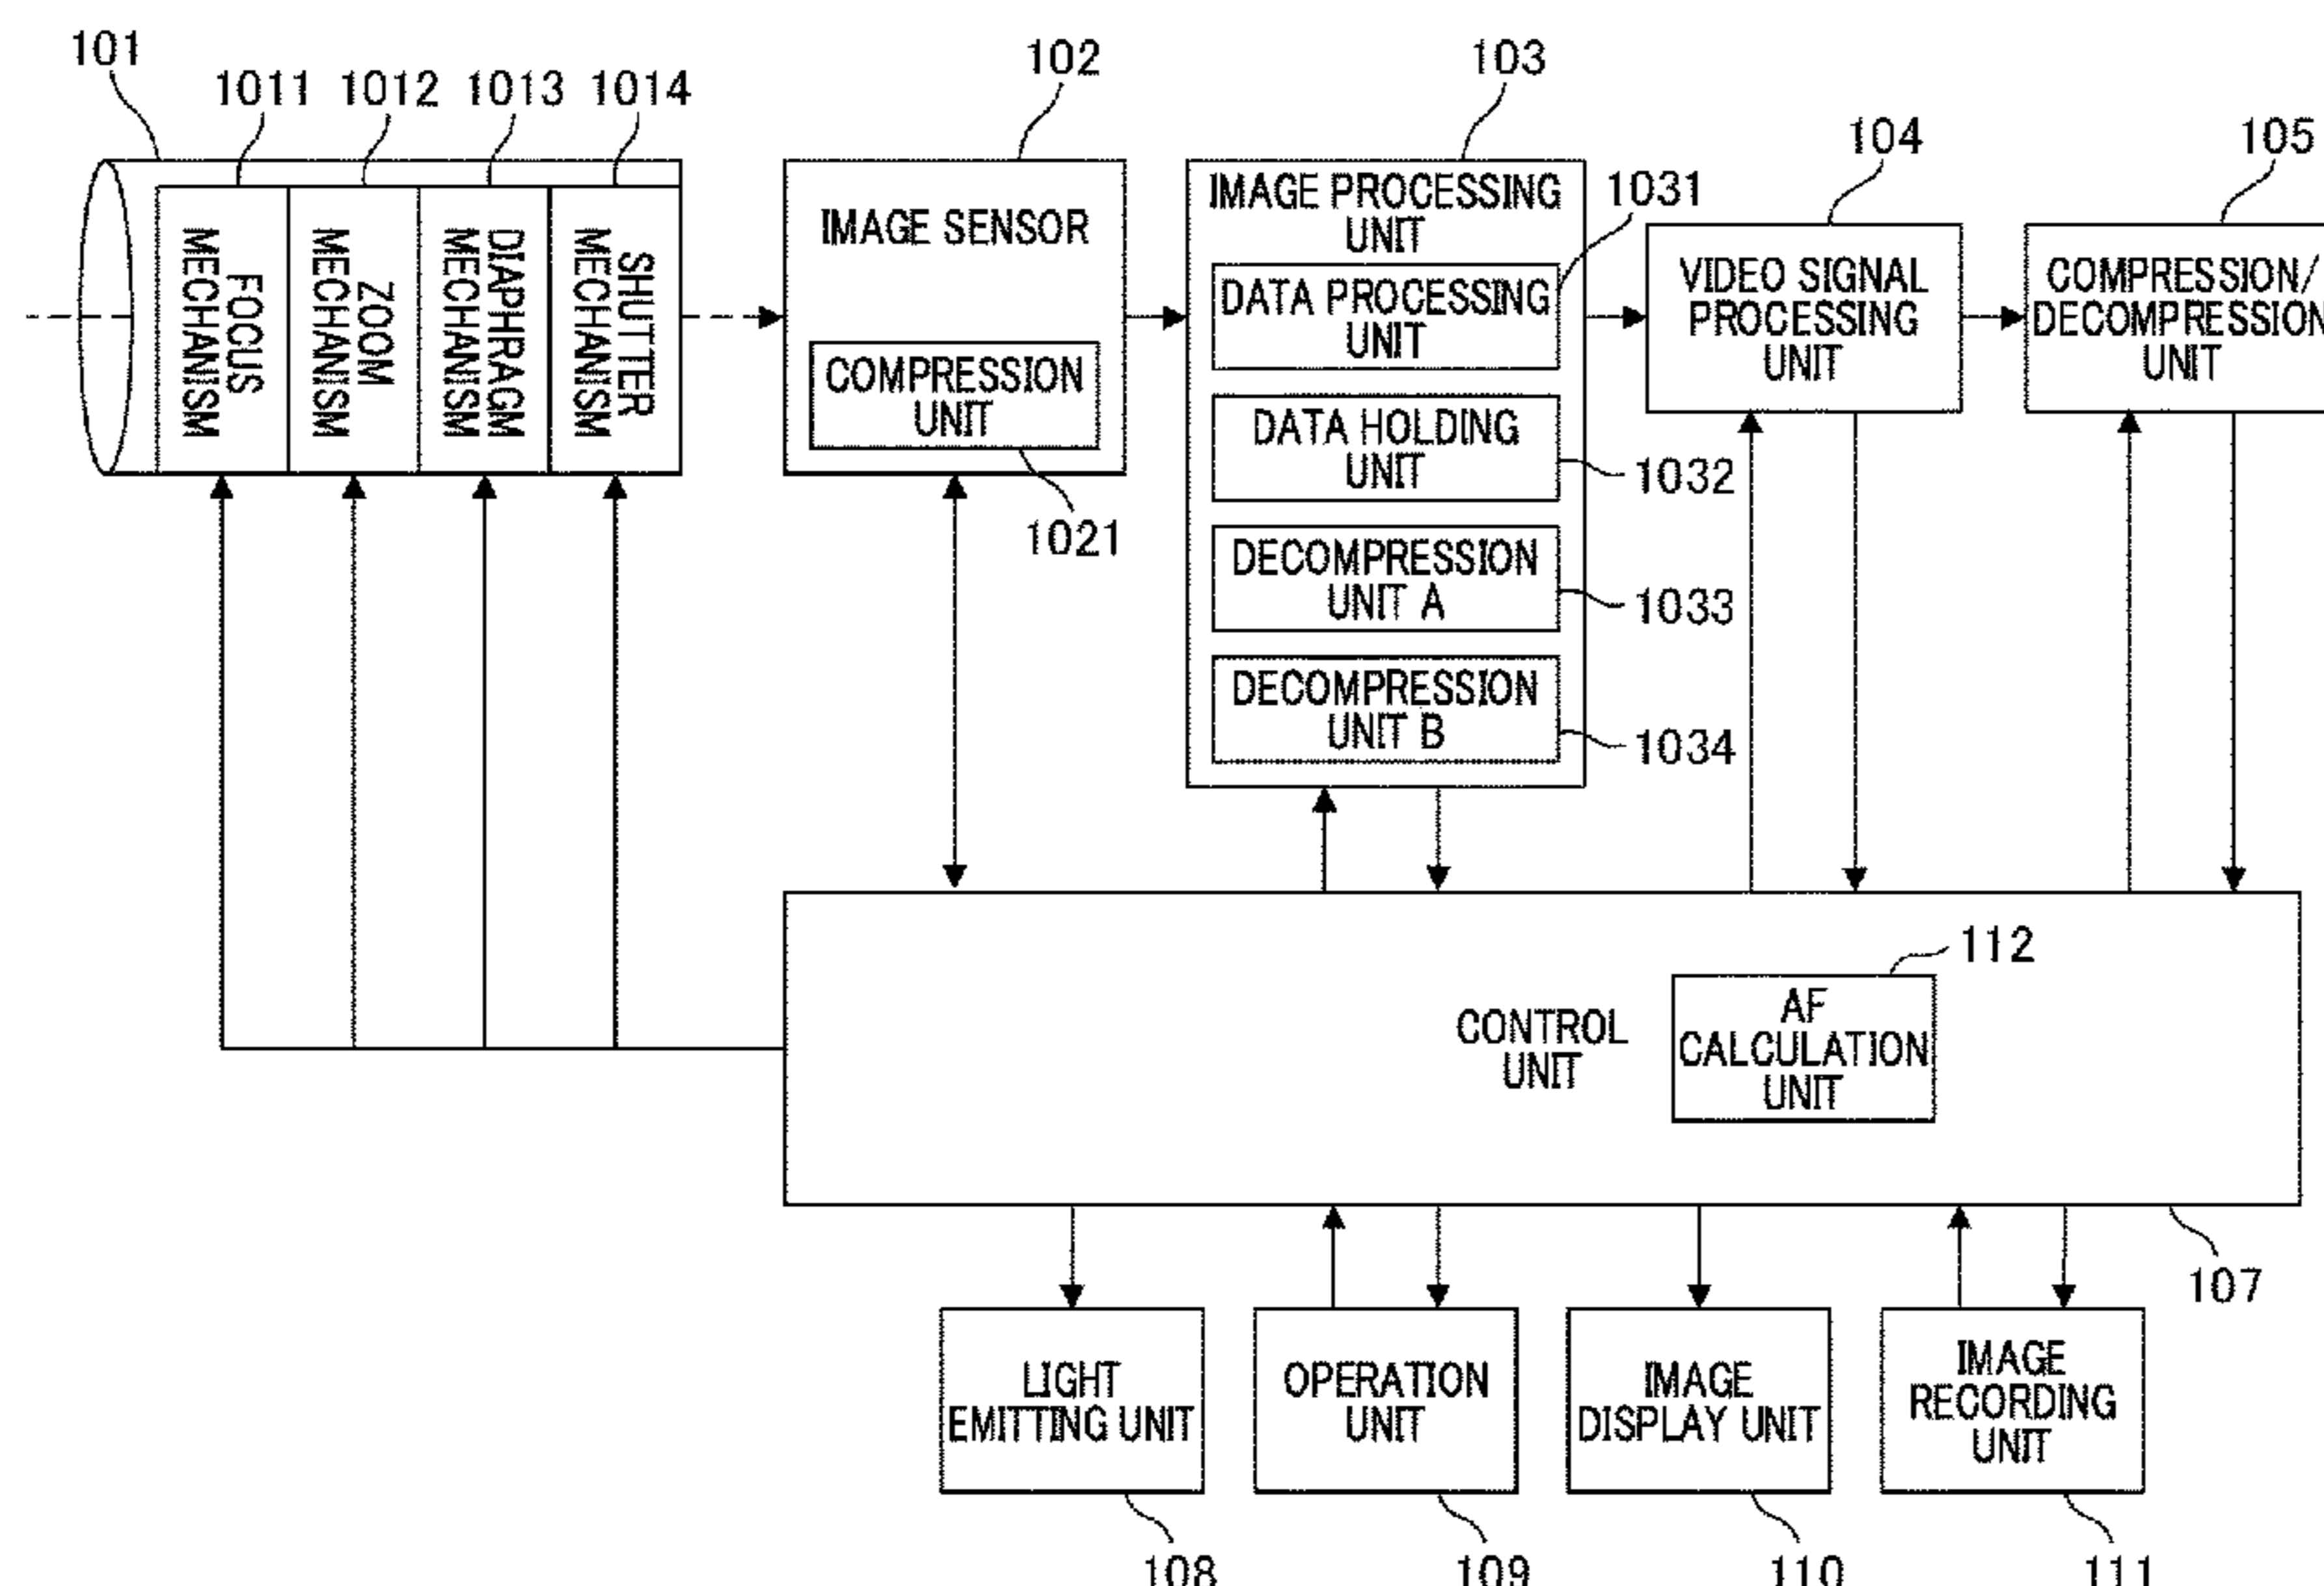 101
1011 1012 1013 1014
102
103
104
105
FOCUS
MECHANISM
ZOOM
MECHANISM
DIAPHRAGM
MECHANISM
SHUTTER
MECHANISM
IMAGE SENSOR
COMPRESSION
UNIT
1021
IMAGE PROCESSING
UNIT
1031
DATA PROCESSING
UNIT
DATA HOLDING
UNIT
1032
DECOMPRESSION
UNIT A
1033
DECOMPRESSION
UNIT B
1034
VIDEO SIGNAL
PROCESSING
UNIT
COMPRESSION/
DECOMPRESSION
UNIT
CONTROL
UNIT
112
AF
CALCULATION
UNIT
107
LIGHT
EMITTING UNIT
OPERATION
UNIT
IMAGE
DISPLAY UNIT
IMAGE
RECORDING
UNIT
108
109
110
111